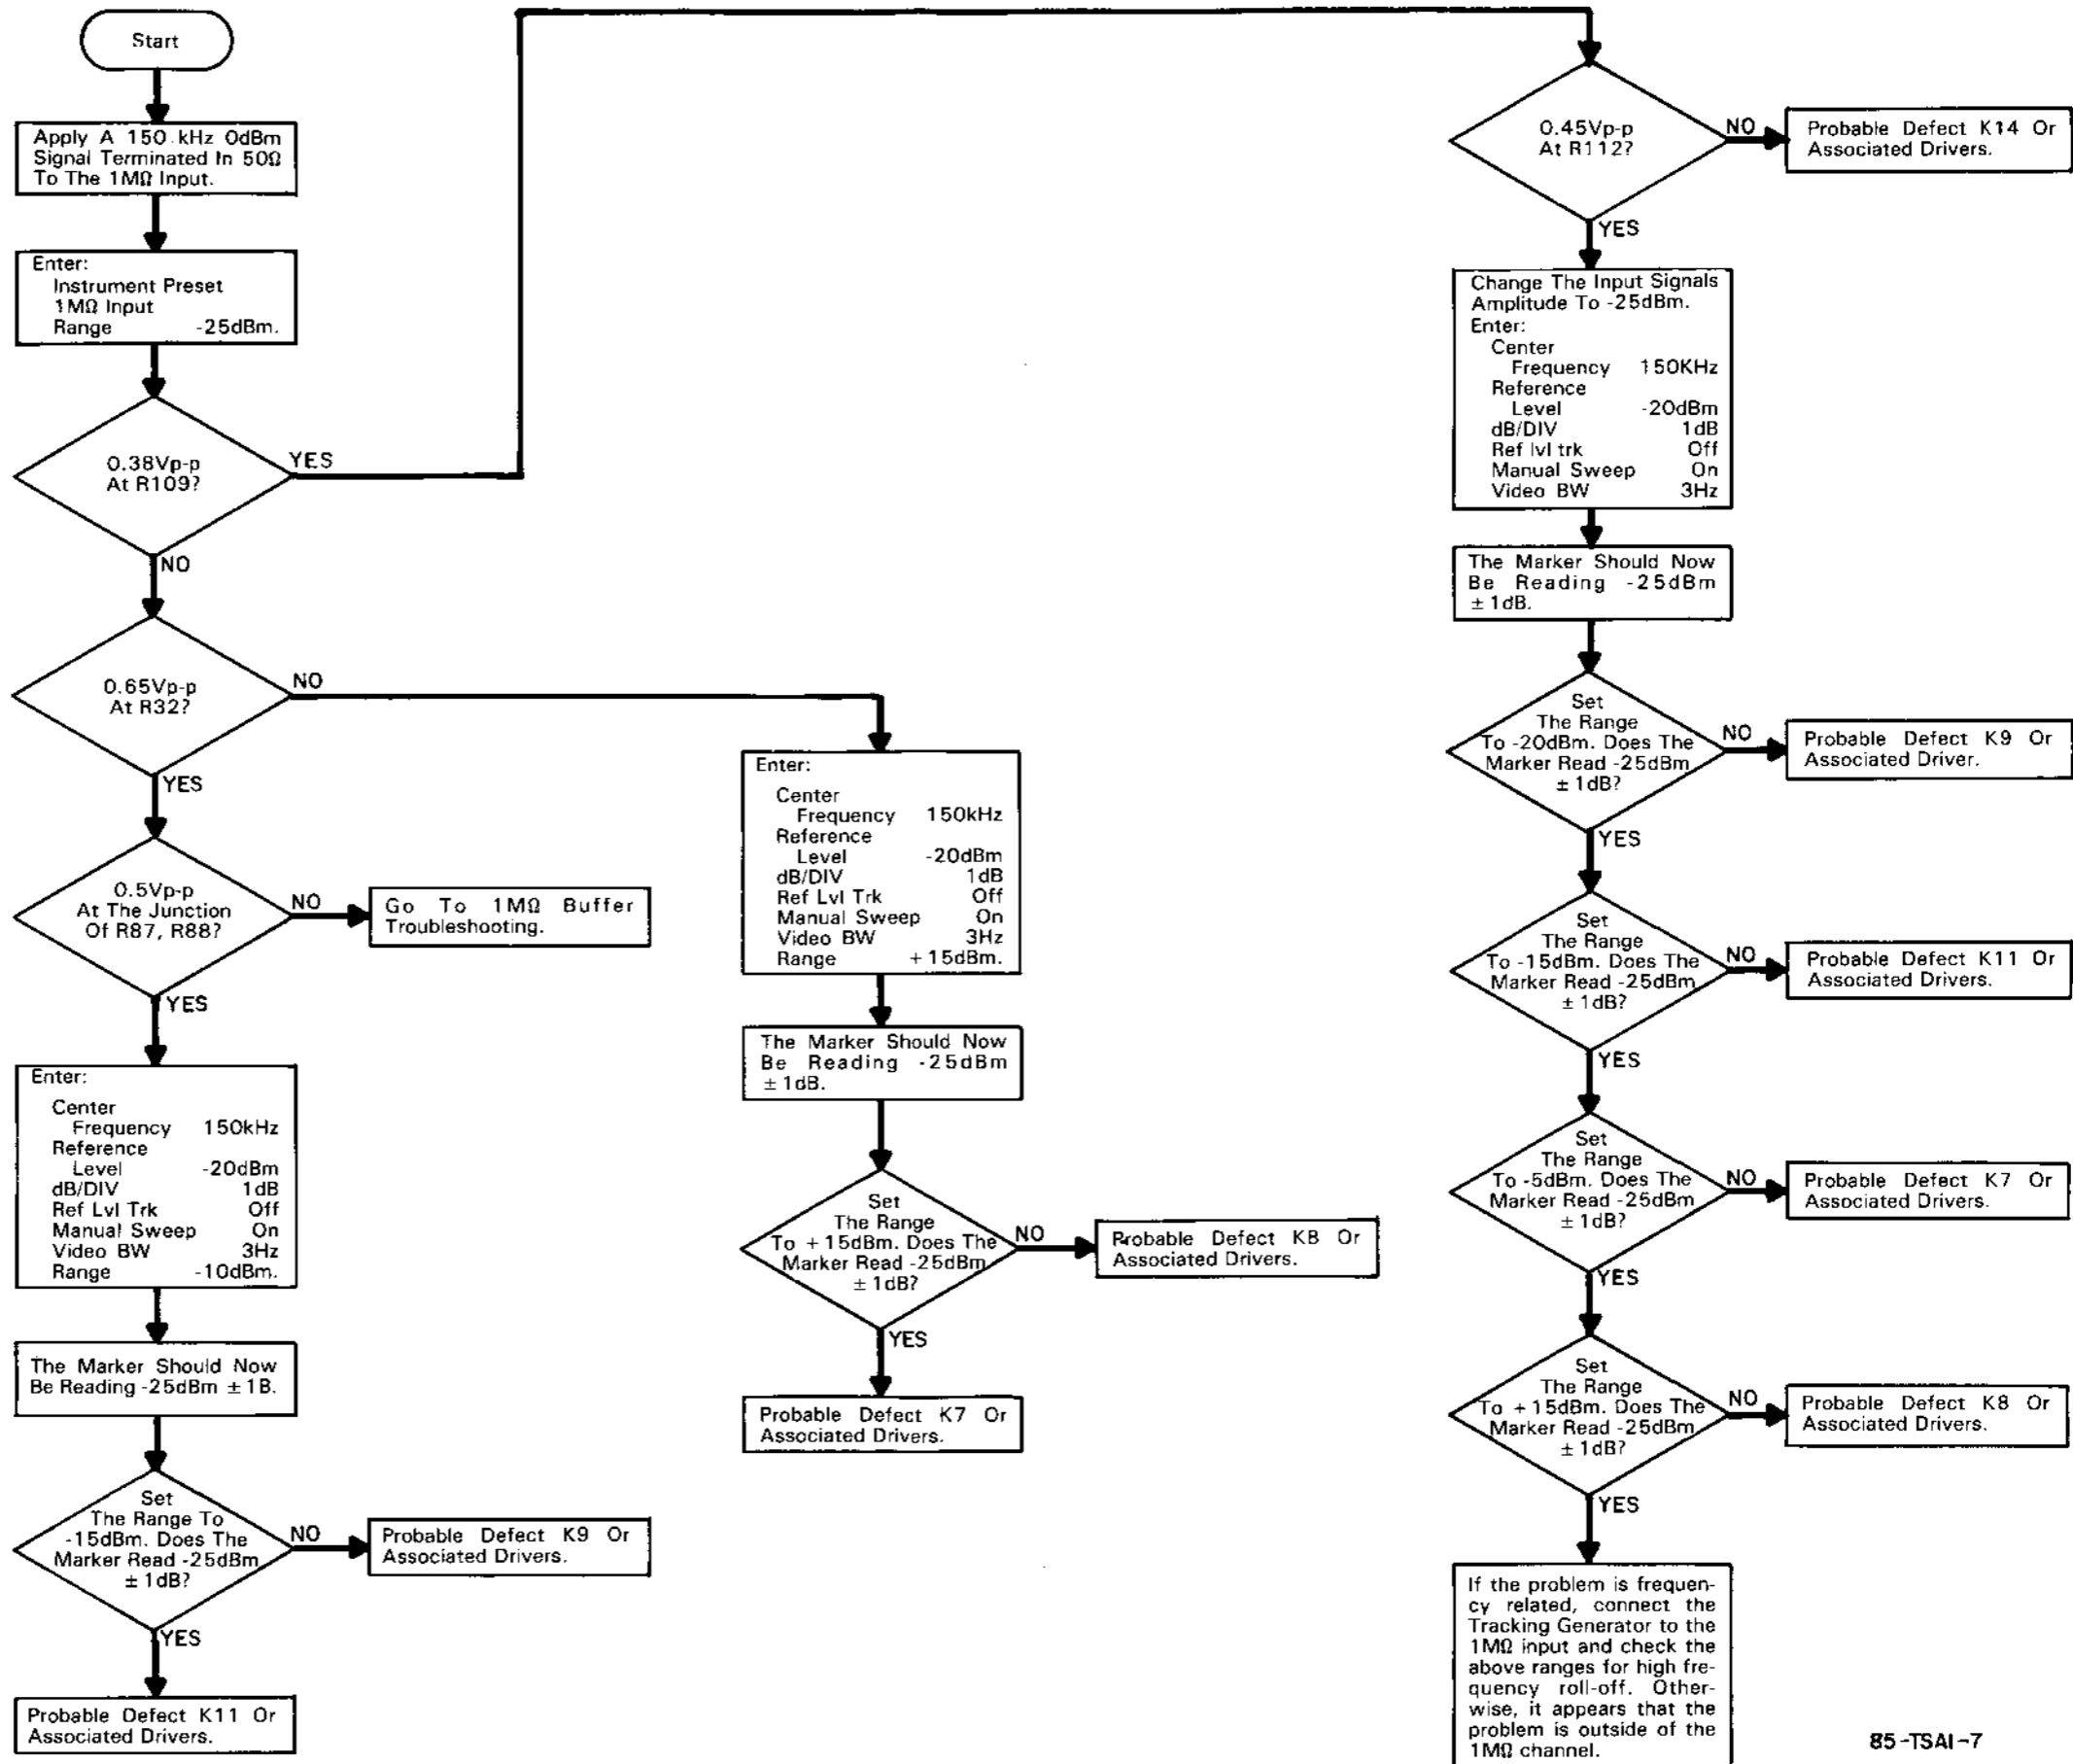 Start
Apply A 150 kHz 0dBm
Signal Terminated In 50Ω
To The 1MΩ Input.
Enter:
Instrument Preset
1MΩ Input
Range -25dBm.
0.38Vp-p
At R109?
YES
NO
0.65Vp-p
At R32?
NO
YES
0.5Vp-p
At The Junction
Of R87, R88?
NO
Go To 1MΩ Buffer
Troubleshooting.
YES
Enter:
Center
Frequency 150kHz
Reference
Level -20dBm
dB/DIV 1dB
Ref Lvl Trk Off
Manual Sweep On
Video BW 3Hz
Range -10dBm.
The Marker Should Now
Be Reading -25dBm ± 1B.
Set
The Range To
-15dBm. Does The
Marker Read -25dBm
± 1dB?
NO
Probable Defect K9 Or
Associated Drivers.
YES
Probable Defect K11 Or
Associated Drivers.
Enter:
Center
Frequency 150kHz
Reference
Level -20dBm
dB/DIV 1dB
Ref Lvl Trk Off
Manual Sweep On
Video BW 3Hz
Range +15dBm.
The Marker Should Now
Be Reading -25dBm
± 1dB.
Set
The Range
To +15dBm. Does The
Marker Read -25dBm
± 1dB?
NO
Probable Defect K8 Or
Associated Drivers.
YES
Probable Defect K7 Or
Associated Drivers.
0.45Vp-p
At R112?
NO
Probable Defect K14 Or
Associated Drivers.
YES
Change The Input Signals
Amplitude To -25dBm.
Enter:
Center
Frequency 150KHz
Reference
Level -20dBm
dB/DIV 1dB
Ref lvl trk Off
Manual Sweep On
Video BW 3Hz
The Marker Should Now
Be Reading -25dBm
± 1dB.
Set
The Range
To -20dBm. Does The
Marker Read -25dBm
± 1dB?
NO
Probable Defect K9 Or
Associated Driver.
YES
Set
The Range
To -15dBm. Does The
Marker Read -25dBm
± 1dB?
NO
Probable Defect K11 Or
Associated Drivers.
YES
Set
The Range
To -5dBm. Does The
Marker Read -25dBm
± 1dB?
NO
Probable Defect K7 Or
Associated Drivers.
YES
Set
The Range
To +15dBm. Does The
Marker Read -25dBm
± 1dB?
NO
Probable Defect K8 Or
Associated Drivers.
YES
If the problem is frequen-
cy related, connect the
Tracking Generator to the
1MΩ input and check the
above ranges for high fre-
quency roll-off. Other-
wise, it appears that the
problem is outside of the
1MΩ channel.
85-TSAI-7